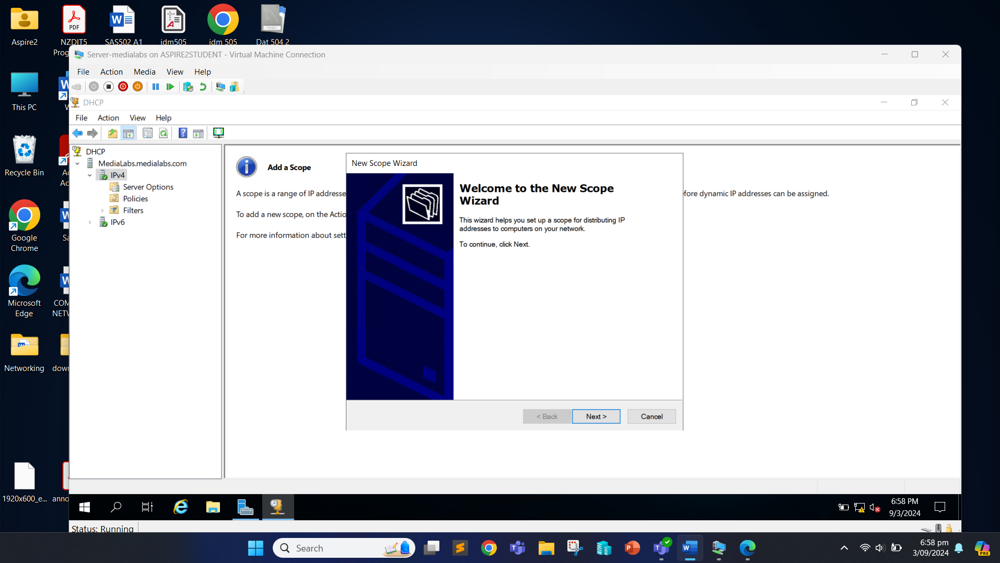 Aspire2
NZDIT5
Prog
SAS502 A1
idm505
idm 505
Dat 504 2
Server-medialabs on ASPIRE2STUDENT - Virtual Machine Connection
File Action Media View Help
DHCP
File Action View Help
DHCP
MediaLabs.medialabs.com
IPv4
Server Options
Policies
Filters
IPv6
Add a Scope
A scope is a range of IP addresse
fore dynamic IP addresses can be assigned.
To add a new scope, on the Actio
For more information about sett
New Scope Wizard
Welcome to the New Scope
Wizard
This wizard helps you set up a scope for distributing IP
addresses to computers on your network.
To continue, click Next.
< Back
Next >
Cancel
This PC
Recycle Bin
Google
Chrome
Microsoft
Edge
COM
NETW
Networking
down
1920x600_e...
anno
6:58 PM
9/3/2024
Status: Running
Search
6:58 pm
3/09/2024
PRE